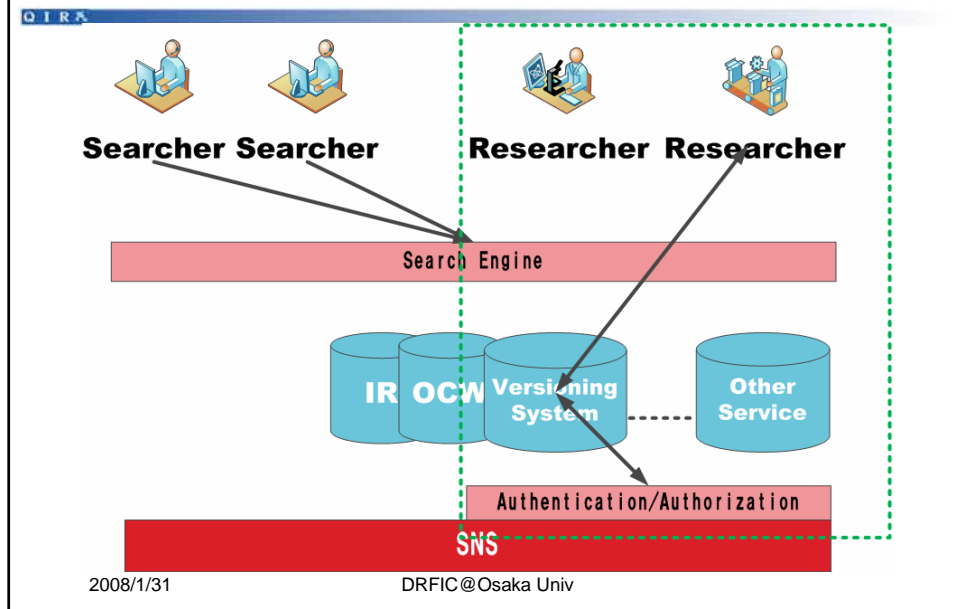 QIRA
Searcher Searcher Researcher Researcher
Search Engine
IR OCW Versioning System Other Service
Authentication/Authorization
SNS
2008/1/31 DRFIC@Osaka Univ